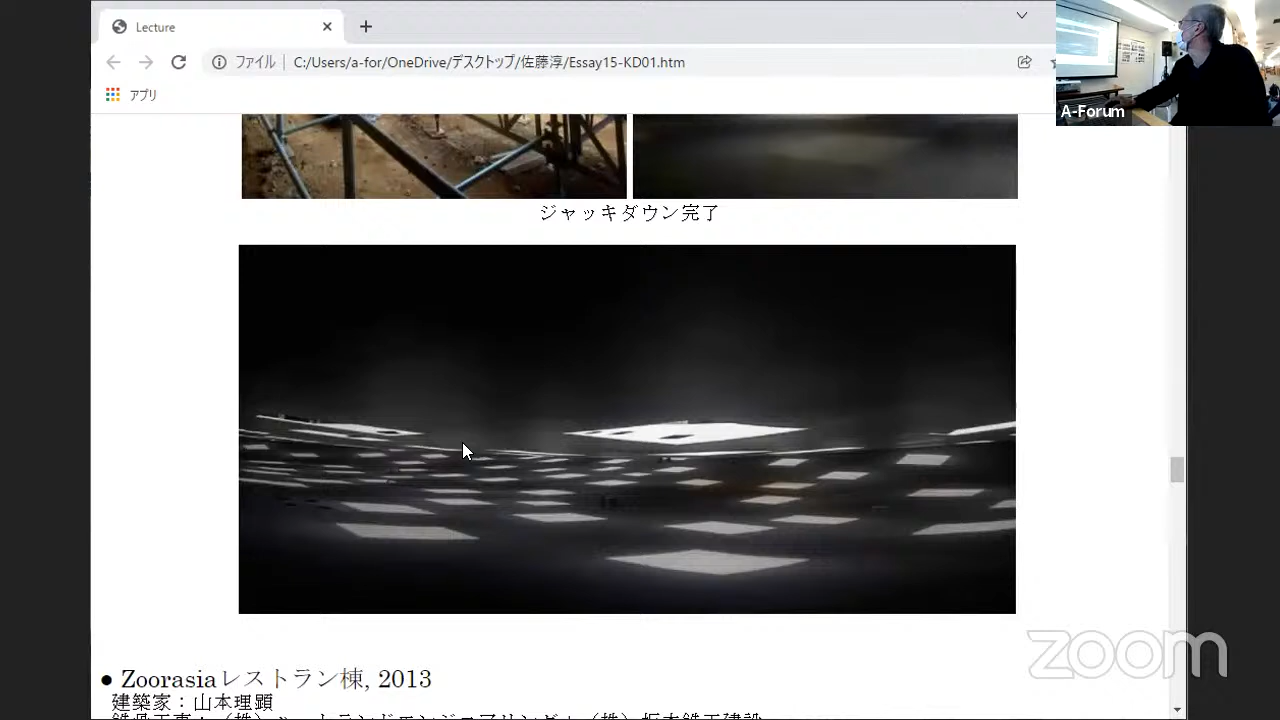 Lecture
ファイル C:/Users/a-for/OneDrive/デスクトップ/佐藤淳/Essay15-KD01.htm
アプリ
A-Forum
ジャッキダウン完了
zoom
● Zoorasiaレストラン棟, 2013
建築家：山本理顕